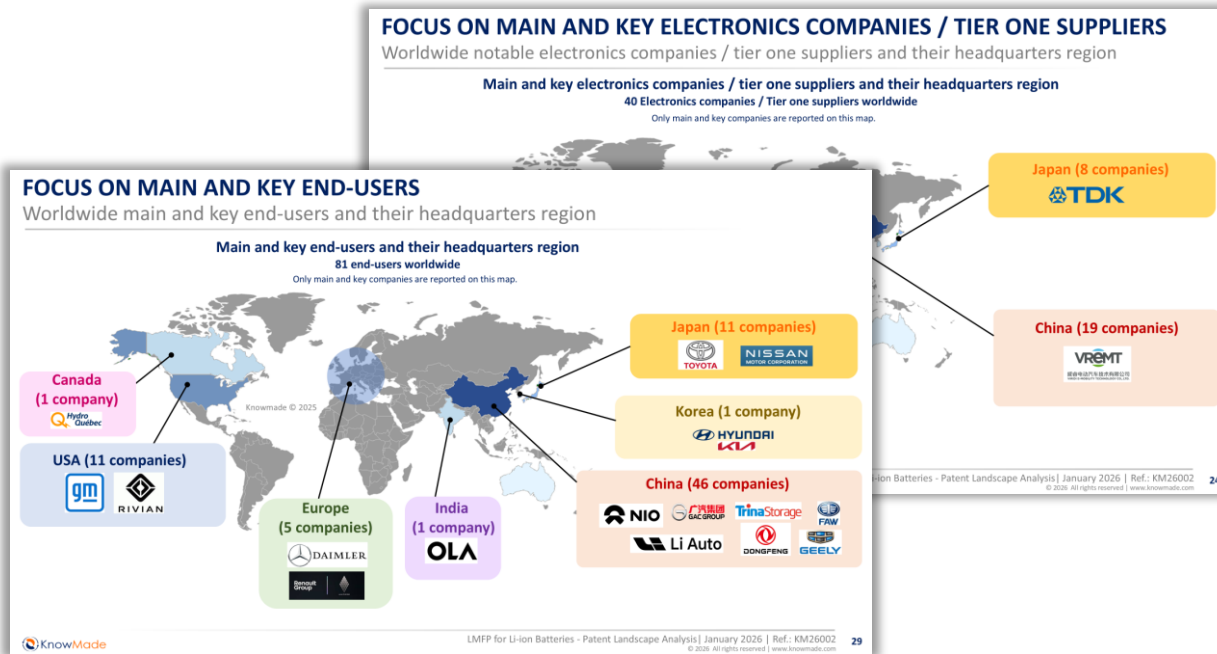 FOCUS ON MAIN AND KEY ELECTRONICS COMPANIES / TIER ONE SUPPLIERS
Worldwide notable electronics companies / tier one suppliers and their headquarters region
Main and key electronics companies / tier one suppliers and their headquarters region
40 Electronics companies / Tier one suppliers worldwide
Only main and key companies are reported on this map.
Japan (8 companies)
TDK
China (19 companies)
VREMT
i-ion Batteries - Patent Landscape Analysis| January 2026 | Ref.: KM26002
24
© 2026 All rights reserved | www.knowmade.com
FOCUS ON MAIN AND KEY END-USERS
Worldwide main and key end-users and their headquarters region
Main and key end-users and their headquarters region
81 end-users worldwide
Only main and key companies are reported on this map.
Japan (11 companies)
TOYOTA
NISSAN
MOTOR CORPORATION
Canada
(1 company)
Hydro
Québec
Knowmade © 2025
Korea (1 company)
HYUNDAI
KIA
USA (11 companies)
gm
RIVIAN
China (46 companies)
NIO
广汽集团
GAC GROUP
TrinaStorage
FAW
Li Auto
DONGFENG
GEELY
Europe
(5 companies)
DAIMLER
Renault
Group
India
(1 company)
OLA
KnowMade
LMFP for Li-ion Batteries - Patent Landscape Analysis| January 2026 | Ref.: KM26002
29
© 2026 All rights reserved | www.knowmade.com